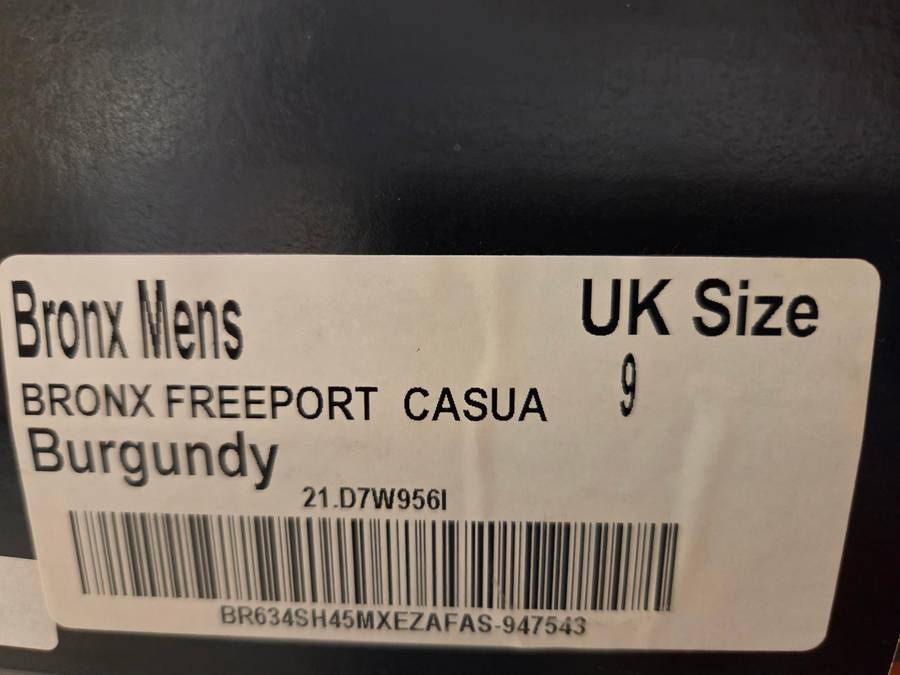 Bronx Mens
UK Size
9
BRONX FREEPORT CASUA
Burgundy
21.D7W956I
BR634SH45MXEZAFAS-947543